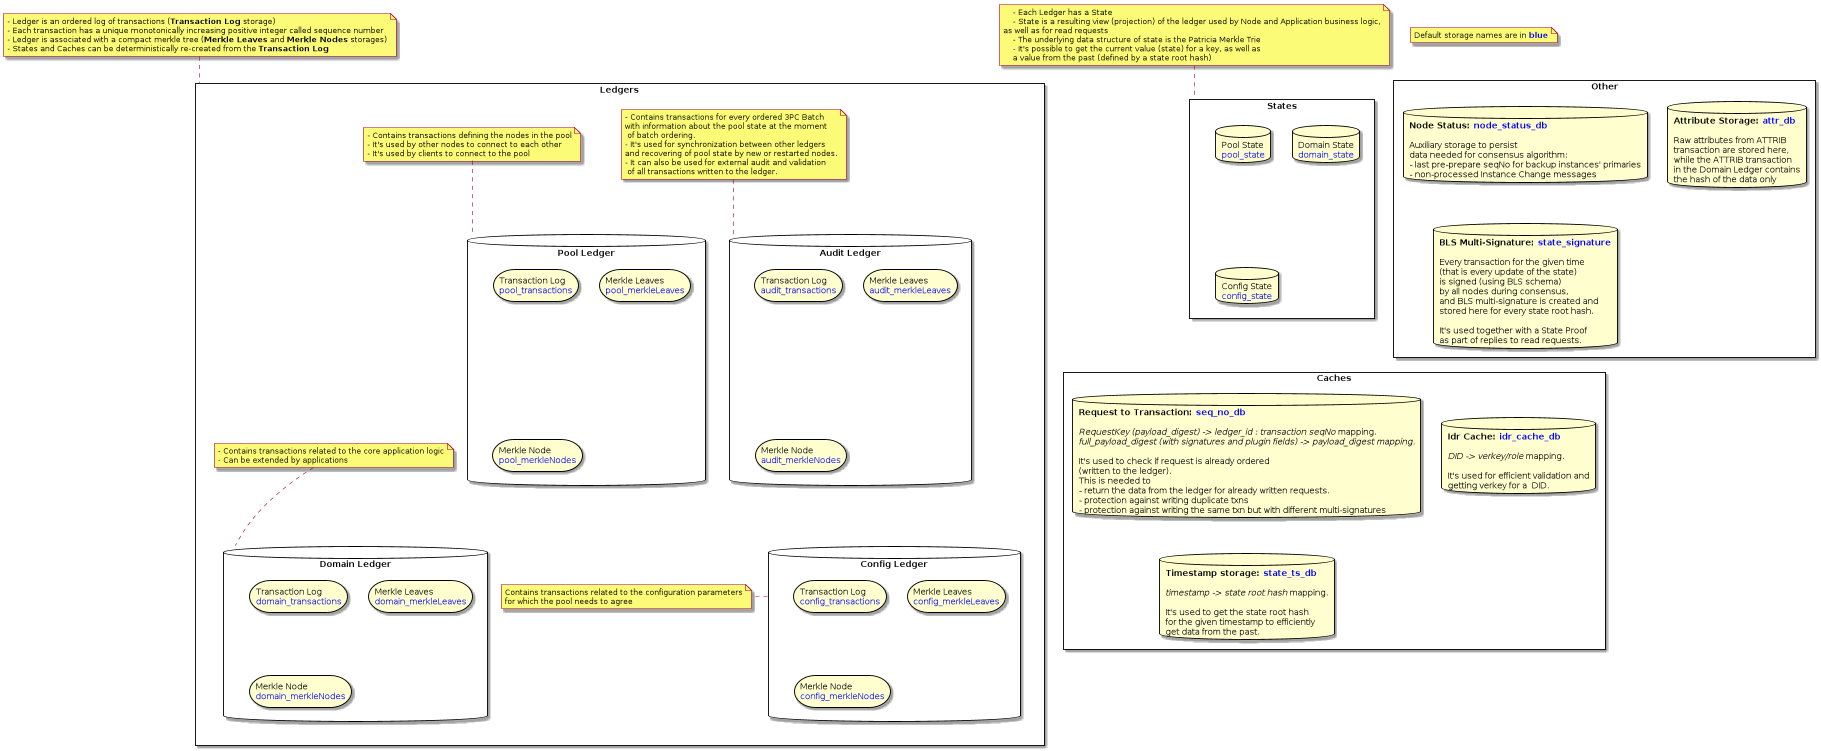 - Ledger is an ordered log of transactions (Transaction Log storage)
- Each transaction has a unique monotonically increasing positive integer called sequence number
- Ledger is associated with a compact merkle tree (Merkle Leaves and Merkle Nodes storages)
- States and Caches can be deterministically re-created from the Transaction Log
- Each Ledger has a State
- State is a resulting view (projection) of the ledger used by Node and Application business logic,
as well as for read requests
- The underlying data structure of state is the Patricia Merkle Trie
- It's possible to get the current value (state) for a key, as well as
a value from the past (defined by a state root hash)
Default storage names are in blue
Ledgers
- Contains transactions defining the nodes in the pool
- It's used by other nodes to connect to each other
- It's used by clients to connect to the pool
- Contains transactions for every ordered 3PC Batch
with information about the pool state at the moment
of batch ordering.
- It's used for synchronization between other ledgers
and recovering of pool state by new or restarted nodes.
- It can also be used for external audit and validation
of all transactions written to the ledger.
Pool Ledger
Transaction Log
pool_transactions
Merkle Leaves
pool_merkleLeaves
Merkle Node
pool_merkleNodes
Audit Ledger
Transaction Log
audit_transactions
Merkle Leaves
audit_merkleLeaves
Merkle Node
audit_merkleNodes
- Contains transactions related to the core application logic
- Can be extended by applications
Domain Ledger
Transaction Log
domain_transactions
Merkle Leaves
domain_merkleLeaves
Merkle Node
domain_merkleNodes
Contains transactions related to the configuration parameters
for which the pool needs to agree
Config Ledger
Transaction Log
config_transactions
Merkle Leaves
config_merkleLeaves
Merkle Node
config_merkleNodes
States
Pool State
pool_state
Domain State
domain_state
Config State
config_state
Other
Node Status: node_status_db
Auxiliary storage to persist
data needed for consensus algorithm:
- last pre-prepare seqNo for backup instances' primaries
- non-processed Instance Change messages
Attribute Storage: attr_db
Raw attributes from ATTRIB
transaction are stored here,
while the ATTRIB transaction
in the Domain Ledger contains
the hash of the data only
BLS Multi-Signature: state_signature
Every transaction for the given time
(that is every update of the state)
is signed (using BLS schema)
by all nodes during consensus,
and BLS multi-signature is created and
stored here for every state root hash.
It's used together with a State Proof
as part of replies to read requests.
Caches
Request to Transaction: seq_no_db
RequestKey (payload_digest) -> ledger_id : transaction seqNo mapping.
full_payload_digest (with signatures and plugin fields) -> payload_digest mapping.
It's used to check if request is already ordered
(written to the ledger).
This is needed to
- return the data from the ledger for already written requests.
- protection against writing duplicate txns
- protection against writing the same txn but with different multi-signatures
Idr Cache: idr_cache_db
DID -> verkey/role mapping.
It's used for efficient validation and
getting verkey for a DID.
Timestamp storage: state_ts_db
timestamp -> state root hash mapping.
It's used to get the state root hash
for the given timestamp to efficiently
get data from the past.